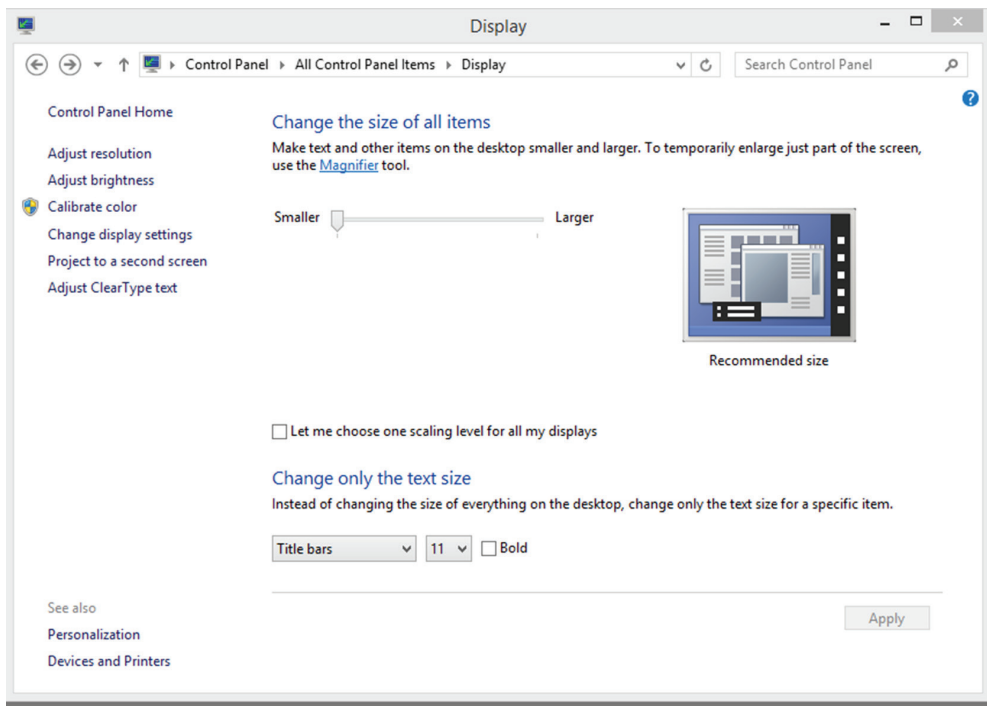 Display
Control Panel All Control Panel Items Display
Search Control Panel
Control Panel Home
Adjust resolution
Adjust brightness
Calibrate color
Change display settings
Project to a second screen
Adjust ClearType text
See also
Personalization
Devices and Printers
Change the size of all items
Make text and other items on the desktop smaller and larger. To temporarily enlarge just part of the screen,
use the Magnifier tool.
Smaller Larger
Recommended size
Let me choose one scaling level for all my displays
Change only the text size
Instead of changing the size of everything on the desktop, change only the text size for a specific item.
Title bars 11 Bold
Apply